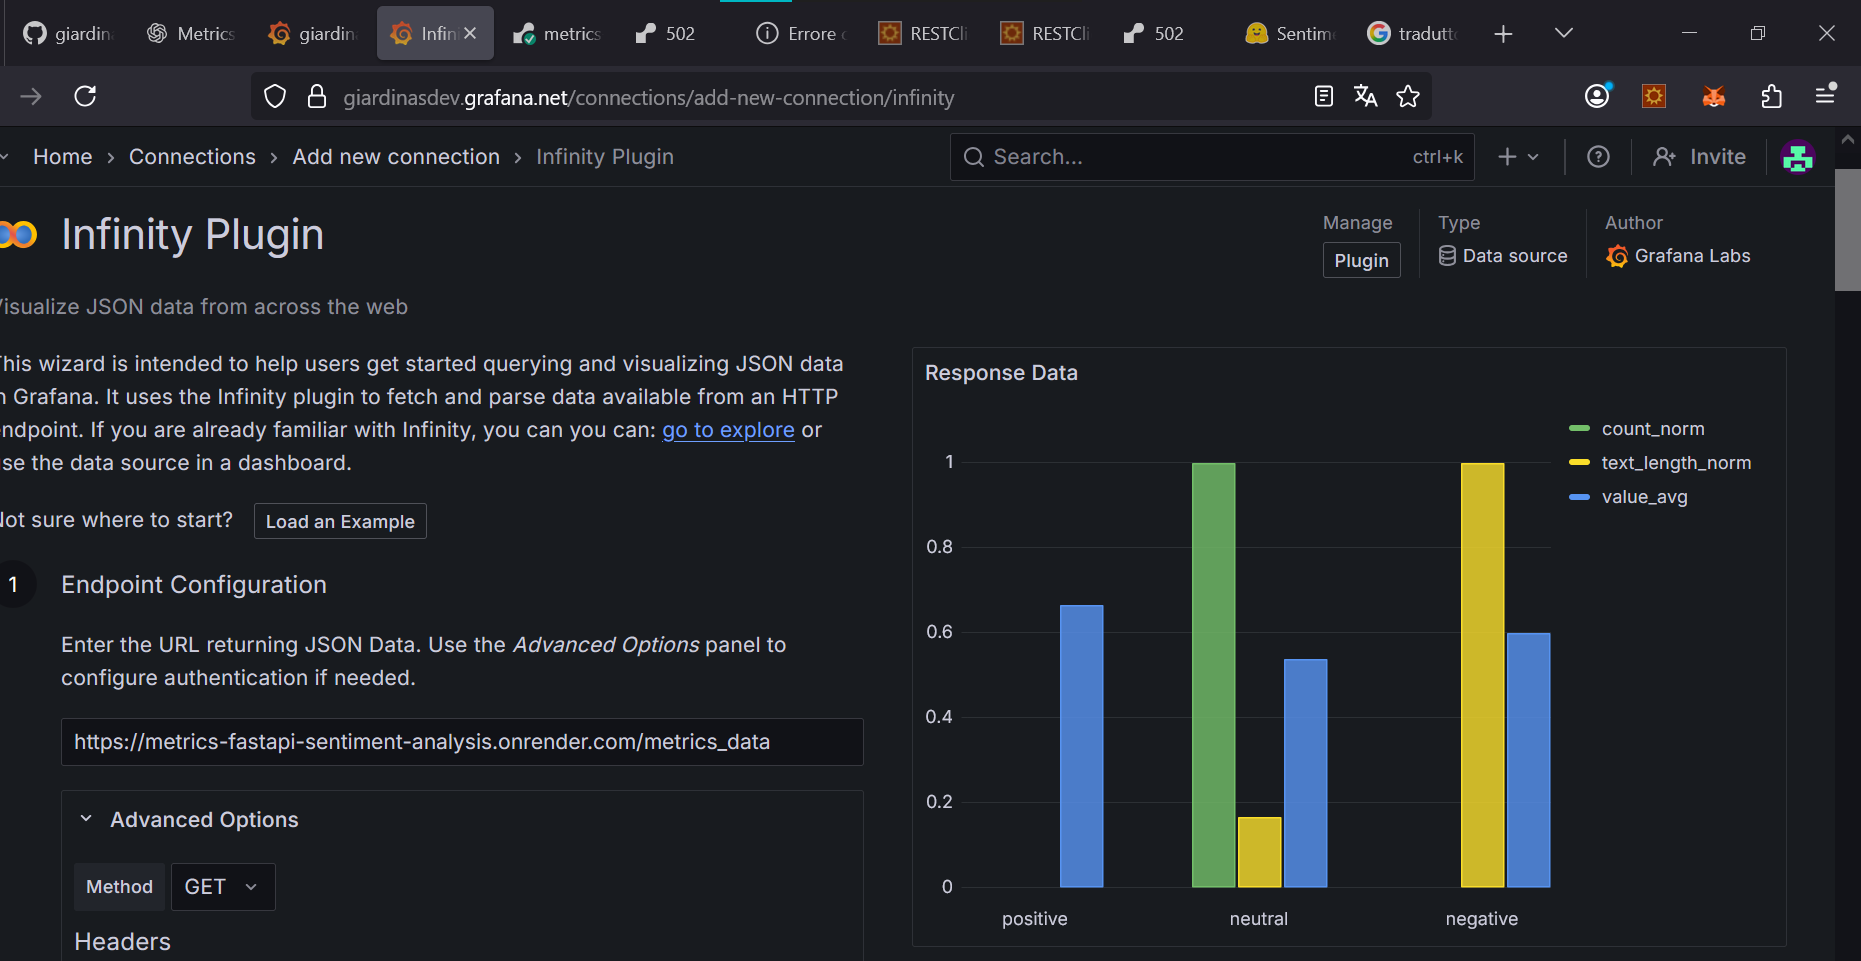 giardina
Metrics
giardin
Infin
metrics
502
Errore c
RESTCli
RESTCli
502
Sentime
tradutto
giardinasdev.grafana.net/connections/add-new-connection/infinity
Home › Connections › Add new connection › Infinity Plugin
Search...
ctrl+k
Invite
Infinity Plugin
Manage
Plugin
Type
Data source
Author
Grafana Labs
isualize JSON data from across the web
his wizard is intended to help users get started querying and visualizing JSON data
n Grafana. It uses the Infinity plugin to fetch and parse data available from an HTTP
ndpoint. If you are already familiar with Infinity, you can you can: go to explore or
se the data source in a dashboard.
Not sure where to start?
Load an Example
1
Endpoint Configuration
Enter the URL returning JSON Data. Use the Advanced Options panel to
configure authentication if needed.
https://metrics-fastapi-sentiment-analysis.onrender.com/metrics_data
Advanced Options
Method
GET
Headers
Response Data
count_norm
text_length_norm
value_avg
1
0.8
0.6
0.4
0.2
0
positive
neutral
negative